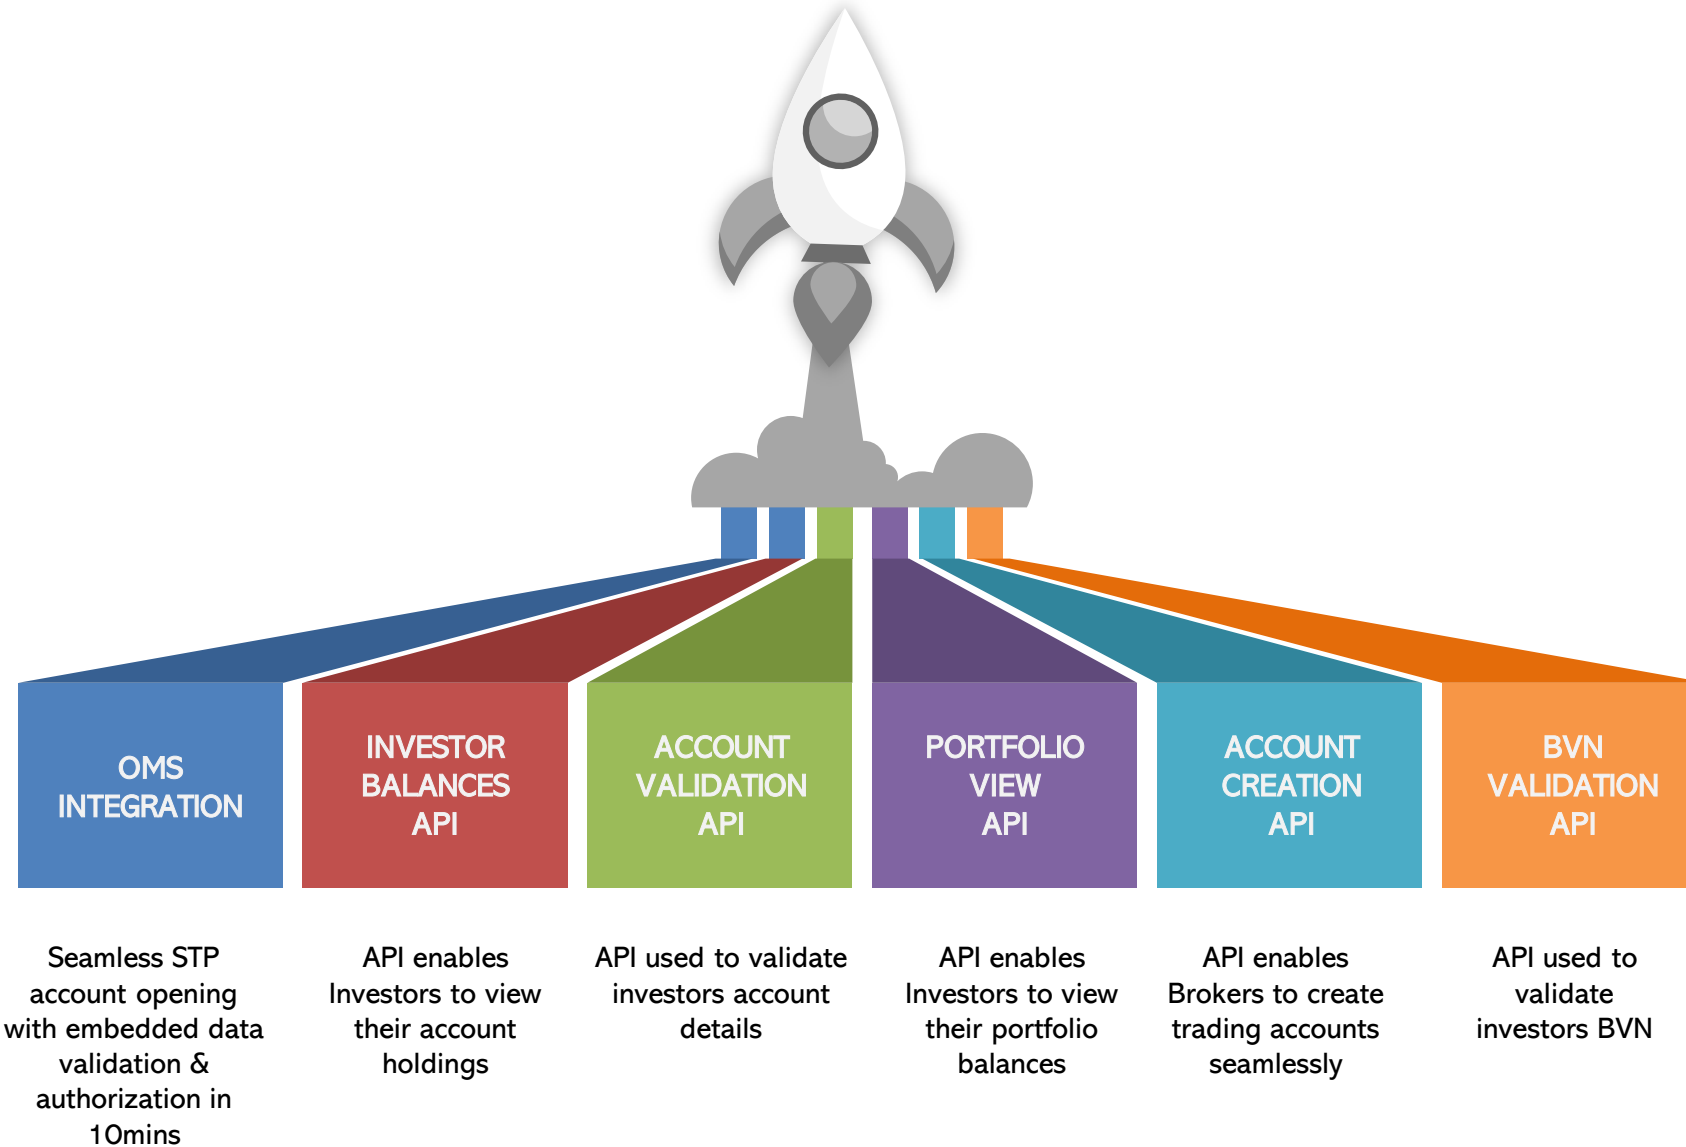 OMS
INTEGRATION
INVESTOR
BALANCES
API
ACCOUNT
VALIDATION
API
PORTFOLIO
VIEW
API
ACCOUNT
CREATION
API
BVN
VALIDATION
API
Seamless STP
account opening
with embedded data
validation &
authorization in
10mins
API enables
Investors to view
their account
holdings
API used to validate
investors account
details
API enables
Investors to view
their portfolio
balances
API enables
Brokers to create
trading accounts
seamlessly
API used to
validate
investors BVN